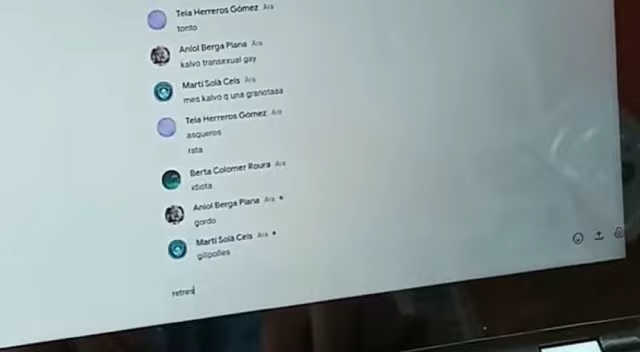 Tela Herreros Gómez Ara
tonto
Aniol Berga Plana Ara
kalvo transexual gay
Martí Solà Cels Ara
mes kalvo q una granotaaa
Tela Herreros Gómez Ara
asqueros
rata
Berta Colomer Roura Ara
idiota
Aniol Berga Plana Ara
gordo
Martí Solà Cels Ara
gilipolles
retres